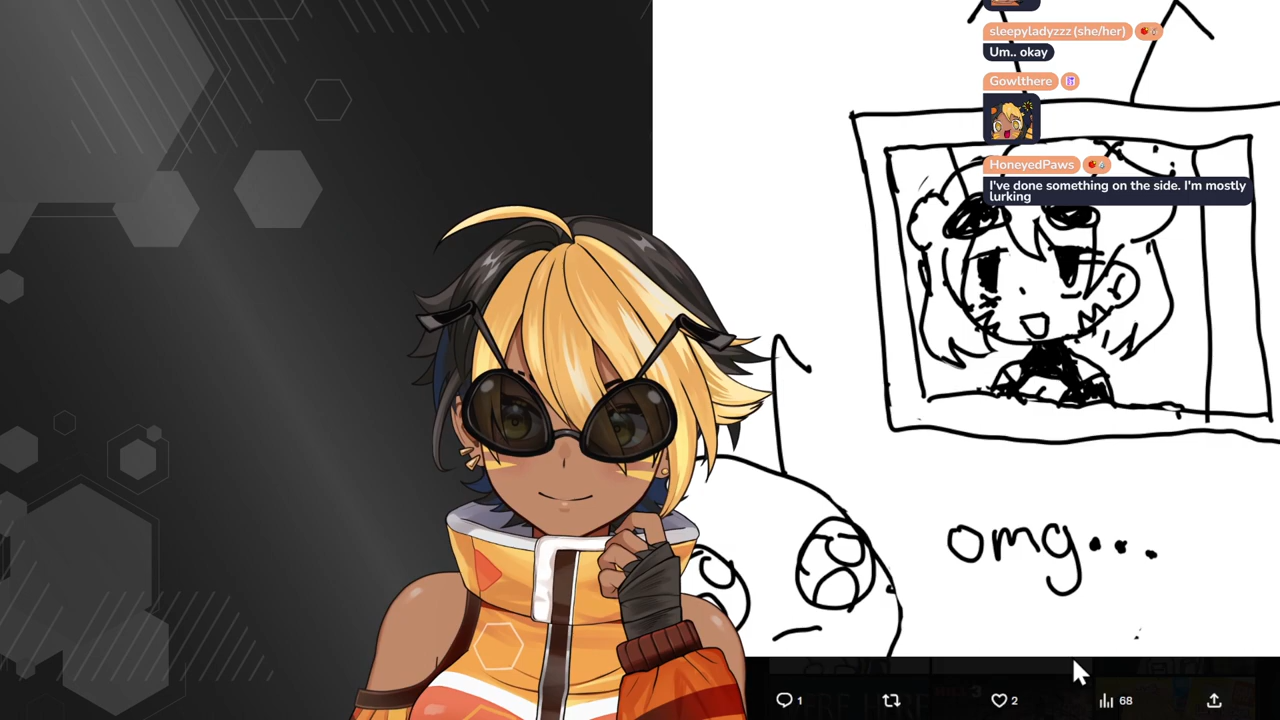 sleepyladyzzz (she/her)
Um.. okay
Gowlthere
HoneyedPaws
I've done something on the side. I'm mostly
lurking
omg...
1
2
68